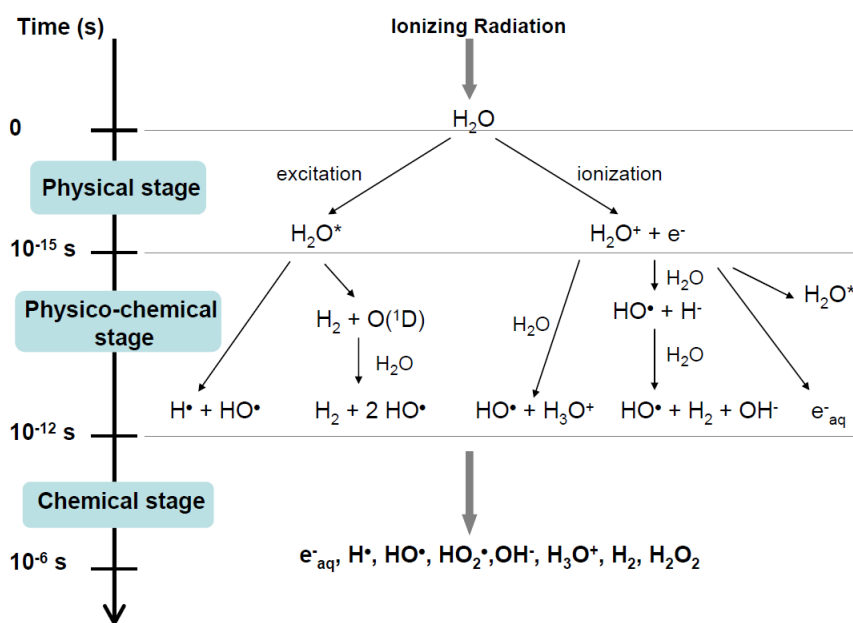 Time (s)
Ionizing Radiation
0
H₂O
excitation
ionization
Physical stage
H₂O*
H₂O⁺ + e⁻
10⁻¹⁵ s
H₂O
H₂O*
Physico-chemical
stage
H₂ + O(¹D)
HO• + H⁻
H₂O
H₂O
H₂O
H• + HO•
H₂ + 2 HO•
HO• + H₃O⁺
HO• + H₂ + OH⁻
e⁻aq
10⁻¹² s
Chemical stage
10⁻⁶ s
e⁻aq, H•, HO•, HO₂•,OH⁻, H₃O⁺, H₂, H₂O₂